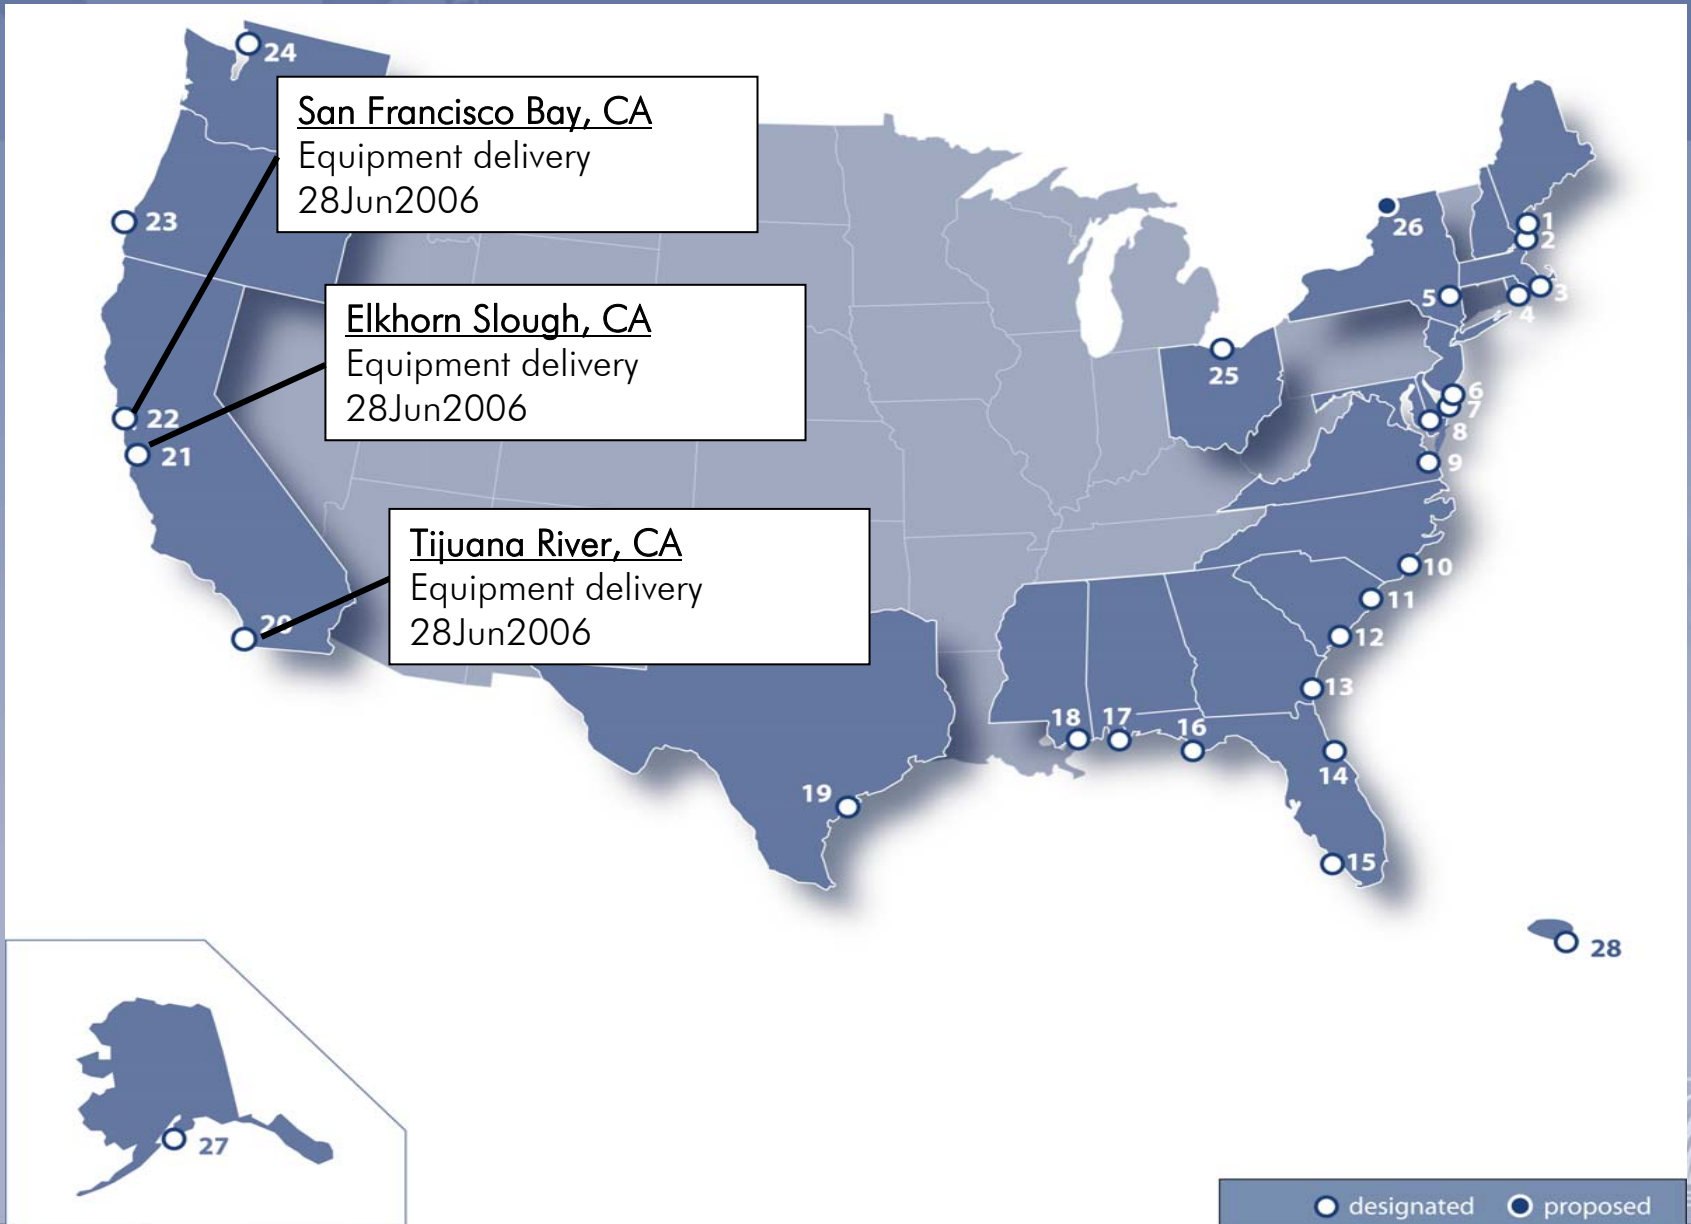 24
San Francisco Bay, CA
Equipment delivery
28Jun2006
23
26
1
2
Elkhorn Slough, CA
Equipment delivery
28Jun2006
5
3
4
25
6
7
8
22
21
9
Tijuana River, CA
Equipment delivery
28Jun2006
10
11
20
12
13
18
17
16
14
19
15
28
27
designated
proposed